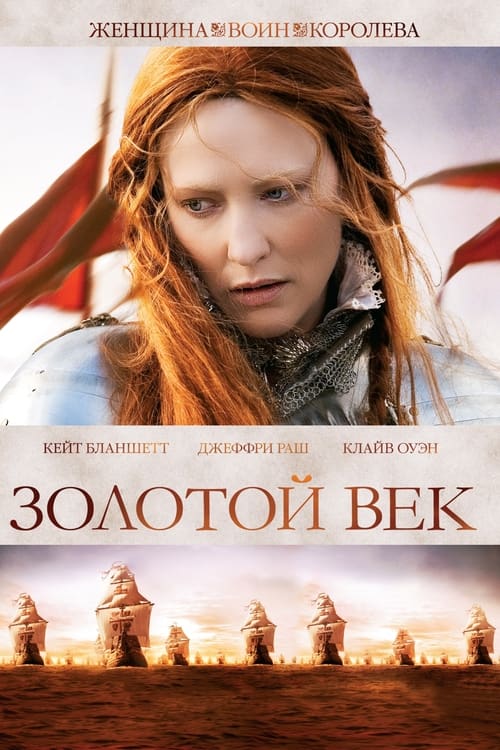 ЖЕНЩИНА ВОИН КОРОЛЕВА
КЕЙТ БЛАНШЕТТ ДЖЕФФРИ РАШ КЛАЙВ ОУЭН
ЗОЛОТОЙ ВЕК